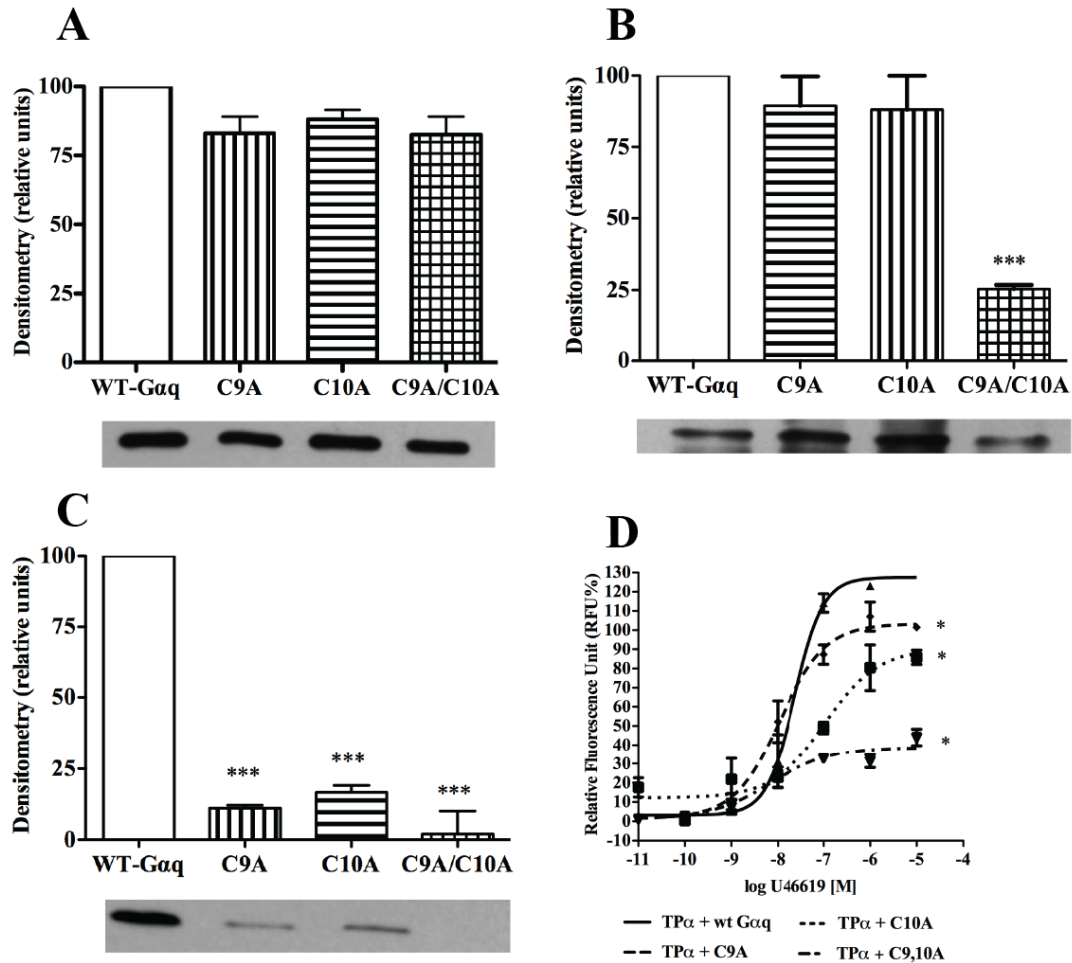 A
Densitometry (relative units)
100
75
50
25
0
WT-Gαq C9A C10A C9A/C10A
B
Densitometry (relative units)
100
75
50
25
0
***
WT-Gαq C9A C10A C9A/C10A
C
Densitometry (relative units)
100
75
50
25
0
*** *** ***
WT-Gαq C9A C10A C9A/C10A
D
Relative Fluorescence Unit (RFU%)
130
120
110
100
90
80
70
60
50
40
30
20
10
0
-10
*
*
*
-11 -10 -9 -8 -7 -6 -5 -4
log U46619 [M]
TPα + wt Gαq TPα + C10A
TPα + C9A TPα + C9,10A